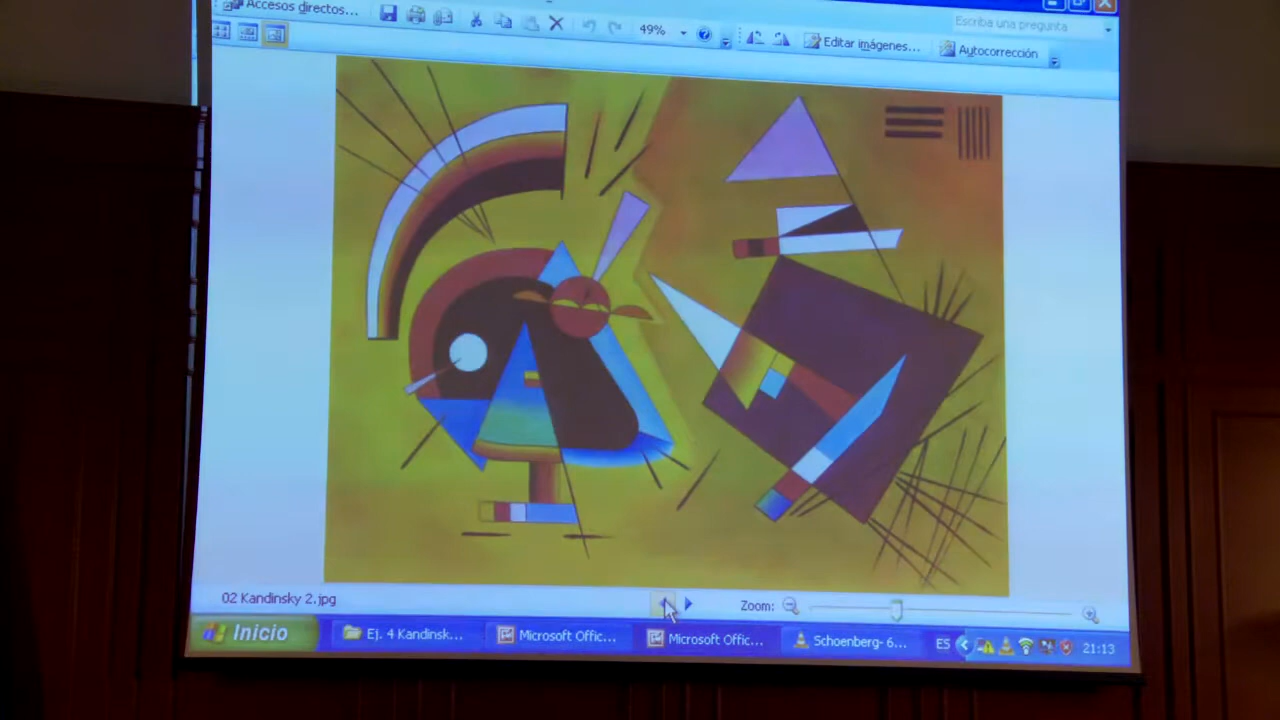 Accesos directos...
Escriba una pregunta
49%
Editar imágenes...
Autocorrección
02 Kandinsky 2.jpg
Zoom:
Inicio
Ej. 4 Kandinsk...
Microsoft Offic...
Microsoft Offic...
Schoenberg- 6...
ES
21:13